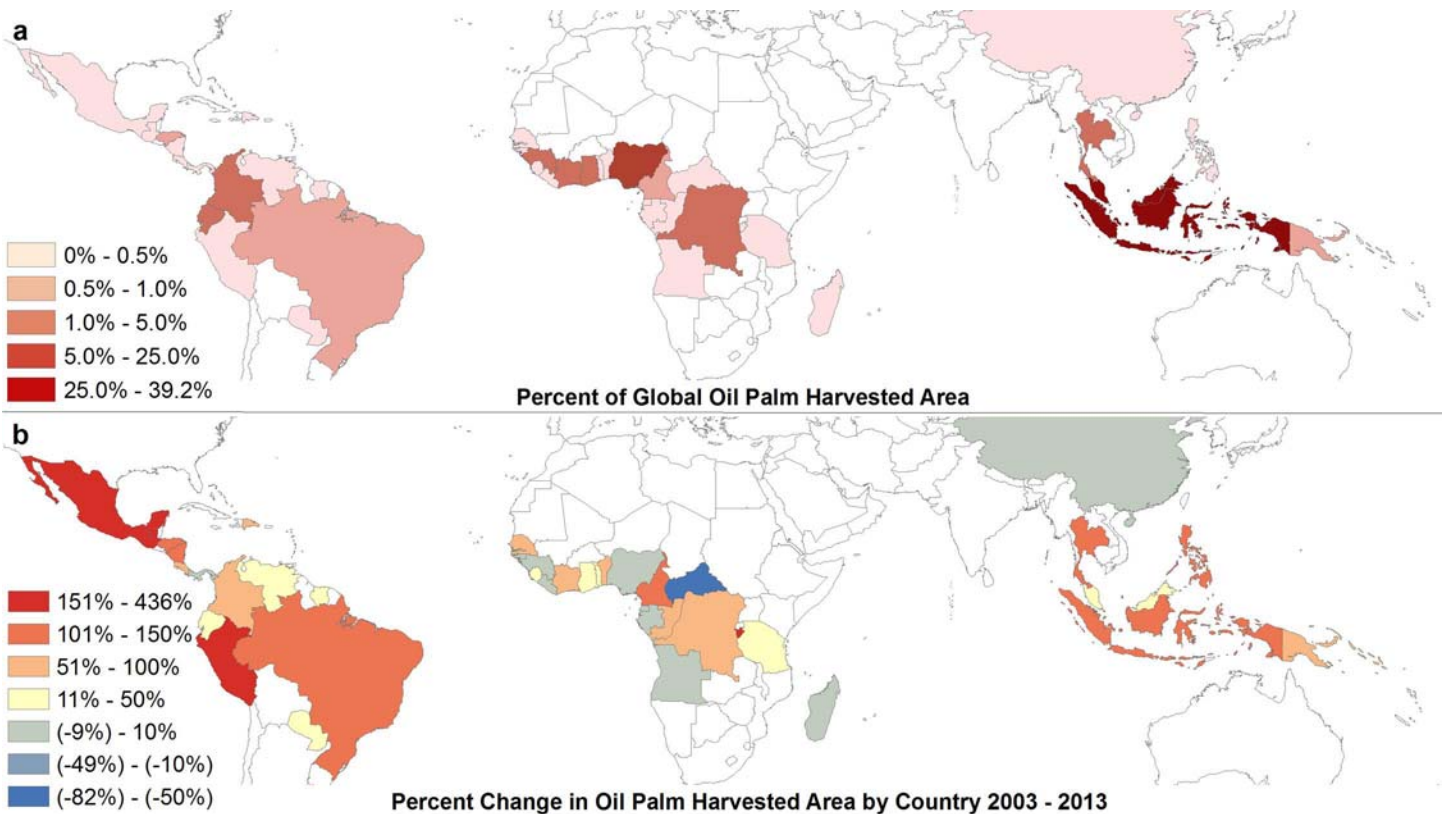 a
0% - 0.5%
0.5% - 1.0%
1.0% - 5.0%
5.0% - 25.0%
25.0% - 39.2%
Percent of Global Oil Palm Harvested Area
b
151% - 436%
101% - 150%
51% - 100%
11% - 50%
(-9%) - 10%
(-49%) - (-10%)
(-82%) - (-50%)
Percent Change in Oil Palm Harvested Area by Country 2003 - 2013